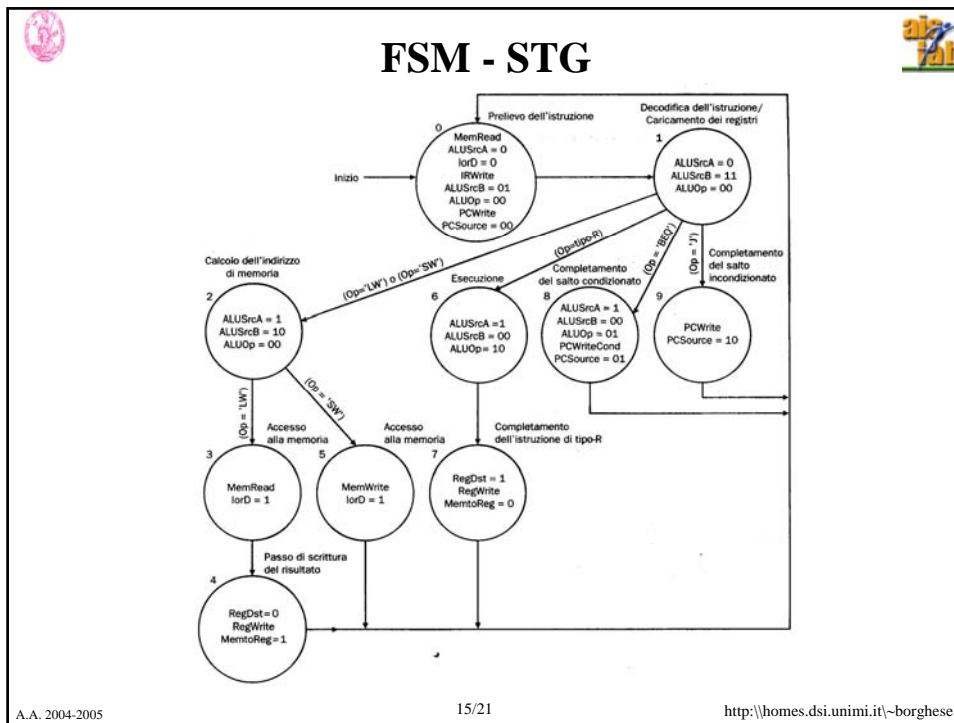 FSM - STG
ais
lab
Prelievo dell'istruzione
Decodifica dell'istruzione/
Caricamento dei registri
0
MemRead
ALUSrcA = 0
IorD = 0
IRWrite
ALUSrcB = 01
ALUOp = 00
PCWrite
PCSource = 00
Inizio
1
ALUSrcA = 0
ALUSrcB = 11
ALUOp = 00
(Op='LW') o (Op='SW')
(Op=tipo-R)
(Op = 'BEQ')
(Op = 'J')
Calcolo dell'indirizzo
di memoria
2
ALUSrcA = 1
ALUSrcB = 10
ALUOp = 00
Esecuzione
6
ALUSrcA =1
ALUSrcB = 00
ALUOp= 10
Completamento
del salto condizionato
8
ALUSrcA = 1
ALUSrcB = 00
ALUOp = 01
PCWriteCond
PCSource = 01
Completamento
del salto
incondizionato
9
PCWrite
PCSource = 10
(Op = 'LW')
(Op = 'SW')
Accesso
alla memoria
3
MemRead
IorD = 1
Accesso
alla memoria
5
MemWrite
IorD = 1
Completamento
dell'istruzione di tipo-R
7
RegDst = 1
RegWrite
MemtoReg = 0
Passo di scrittura
del risultato
4
RegDst=0
RegWrite
MemtoReg=1
A.A. 2004-2005
15/21
http:\\homes.dsi.unimi.it\~borghese